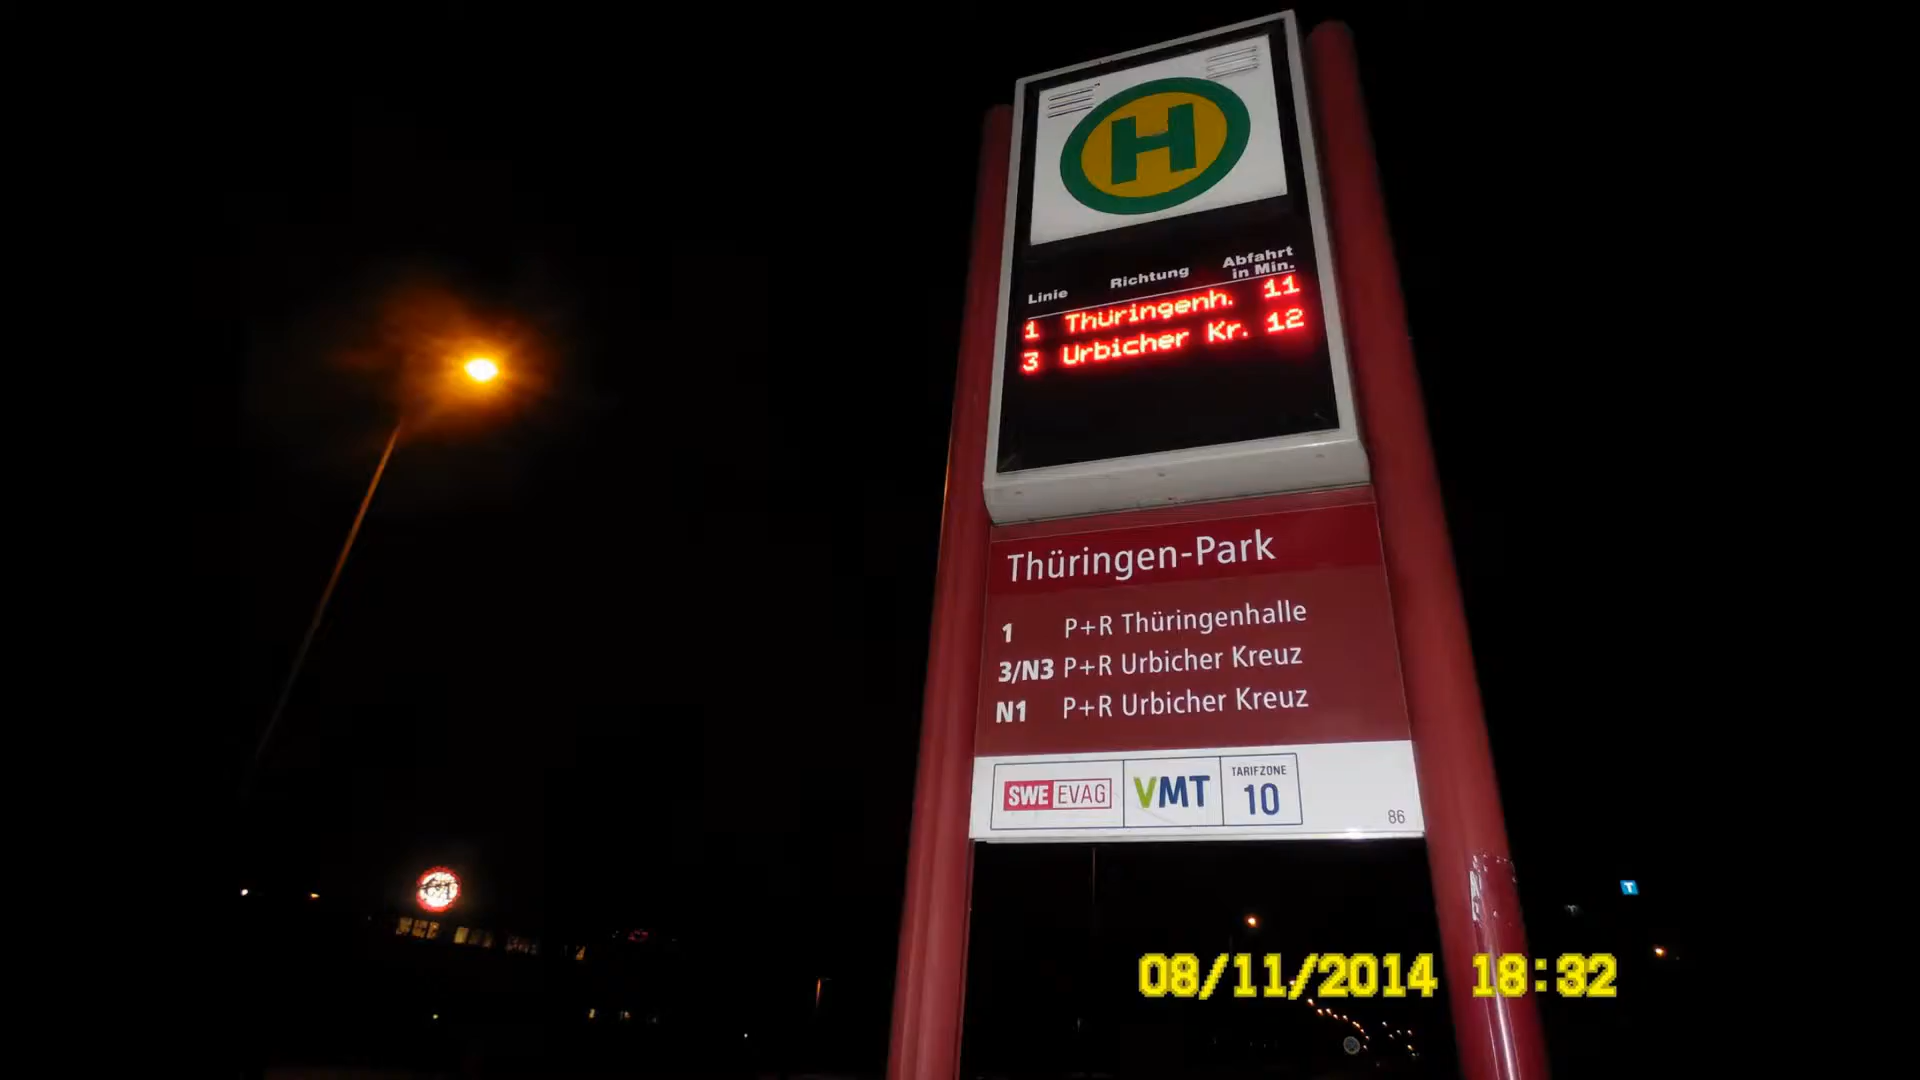 H
Linie Richtung Abfahrt in Min.
1 Thüringenh. 11
3 Urbicher Kr. 12
Thüringen-Park
1 P+R Thüringenhalle
3/N3 P+R Urbicher Kreuz
N1 P+R Urbicher Kreuz
SWE EVAG VMT TARIFZONE 10
86
T
08/11/2014 18:32